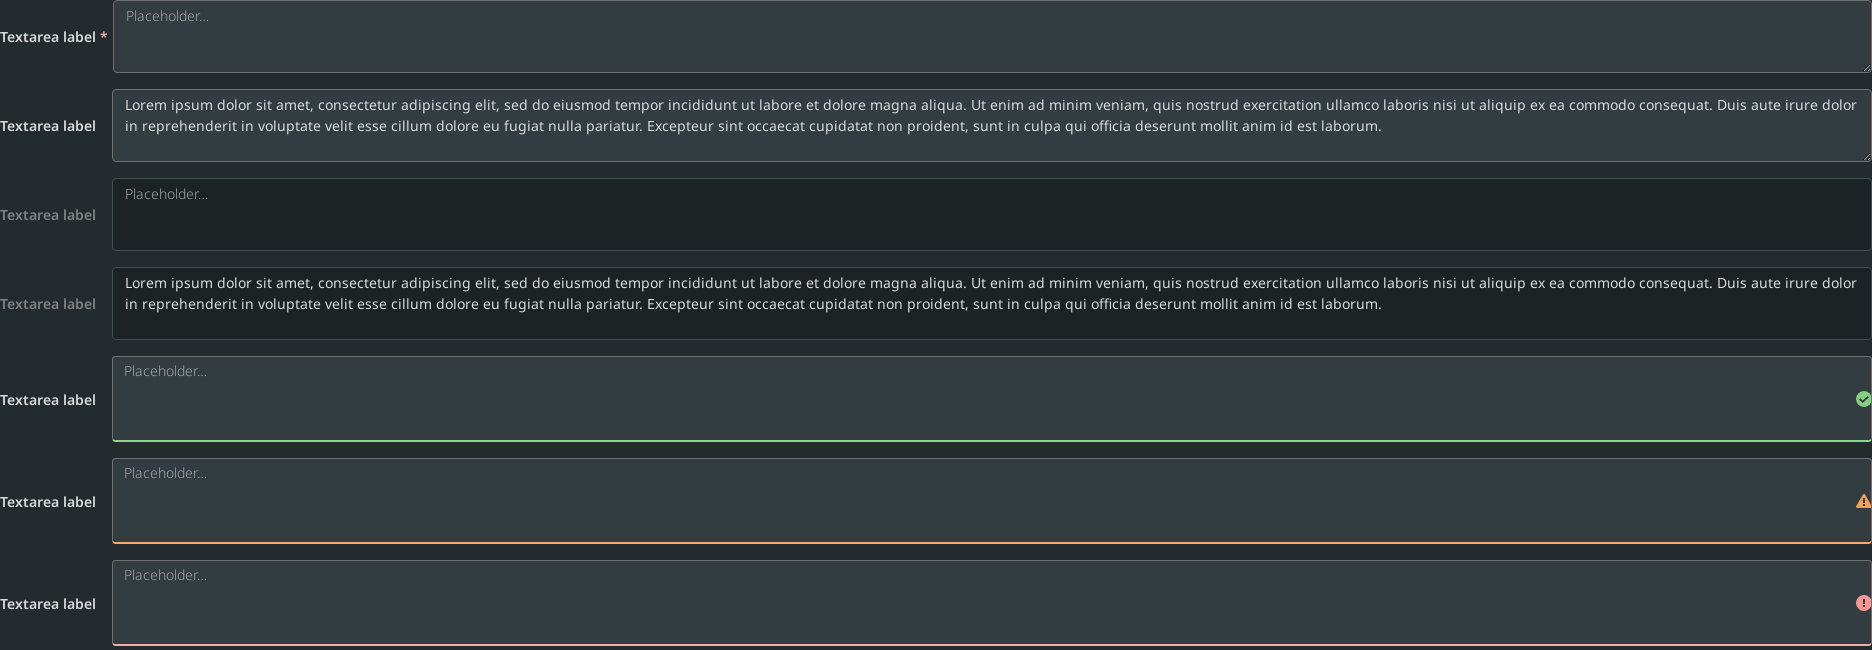 Placeholder...
Textarea label *
Lorem ipsum dolor sit amet, consectetur adipiscing elit, sed do eiusmod tempor incididunt ut labore et dolore magna aliqua. Ut enim ad minim veniam, quis nostrud exercitation ullamco laboris nisi ut aliquip ex ea commodo consequat. Duis aute irure dolor
Textarea label
in reprehenderit in voluptate velit esse cillum dolore eu fugiat nulla pariatur. Excepteur sint occaecat cupidatat non proident, sunt in culpa qui officia deserunt mollit anim id est laborum.
Placeholder...
Textarea label
Lorem ipsum dolor sit amet, consectetur adipiscing elit, sed do eiusmod tempor incididunt ut labore et dolore magna aliqua. Ut enim ad minim veniam, quis nostrud exercitation ullamco laboris nisi ut aliquip ex ea commodo consequat. Duis aute irure dolor
Textarea label
in reprehenderit in voluptate velit esse cillum dolore eu fugiat nulla pariatur. Excepteur sint occaecat cupidatat non proident, sunt in culpa qui officia deserunt mollit anim id est laborum.
Placeholder...
Textarea label
Placeholder...
Textarea label
Placeholder...
Textarea label